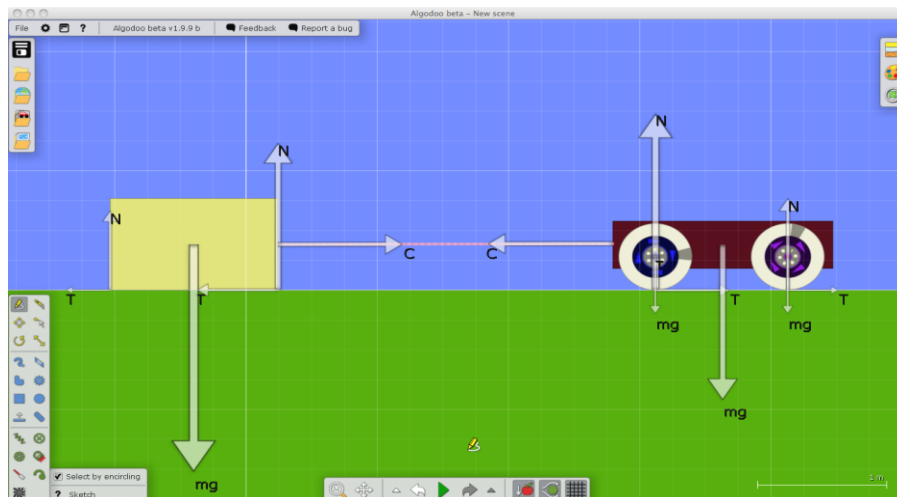 Algodoo beta – New scene
File ? Algodoo beta v1.9.9 b Feedback Report a bug
N
N
N
N
C
C
T
T
T
T
T
mg
mg
mg
mg
1 m
Select by encircling
? Sketch